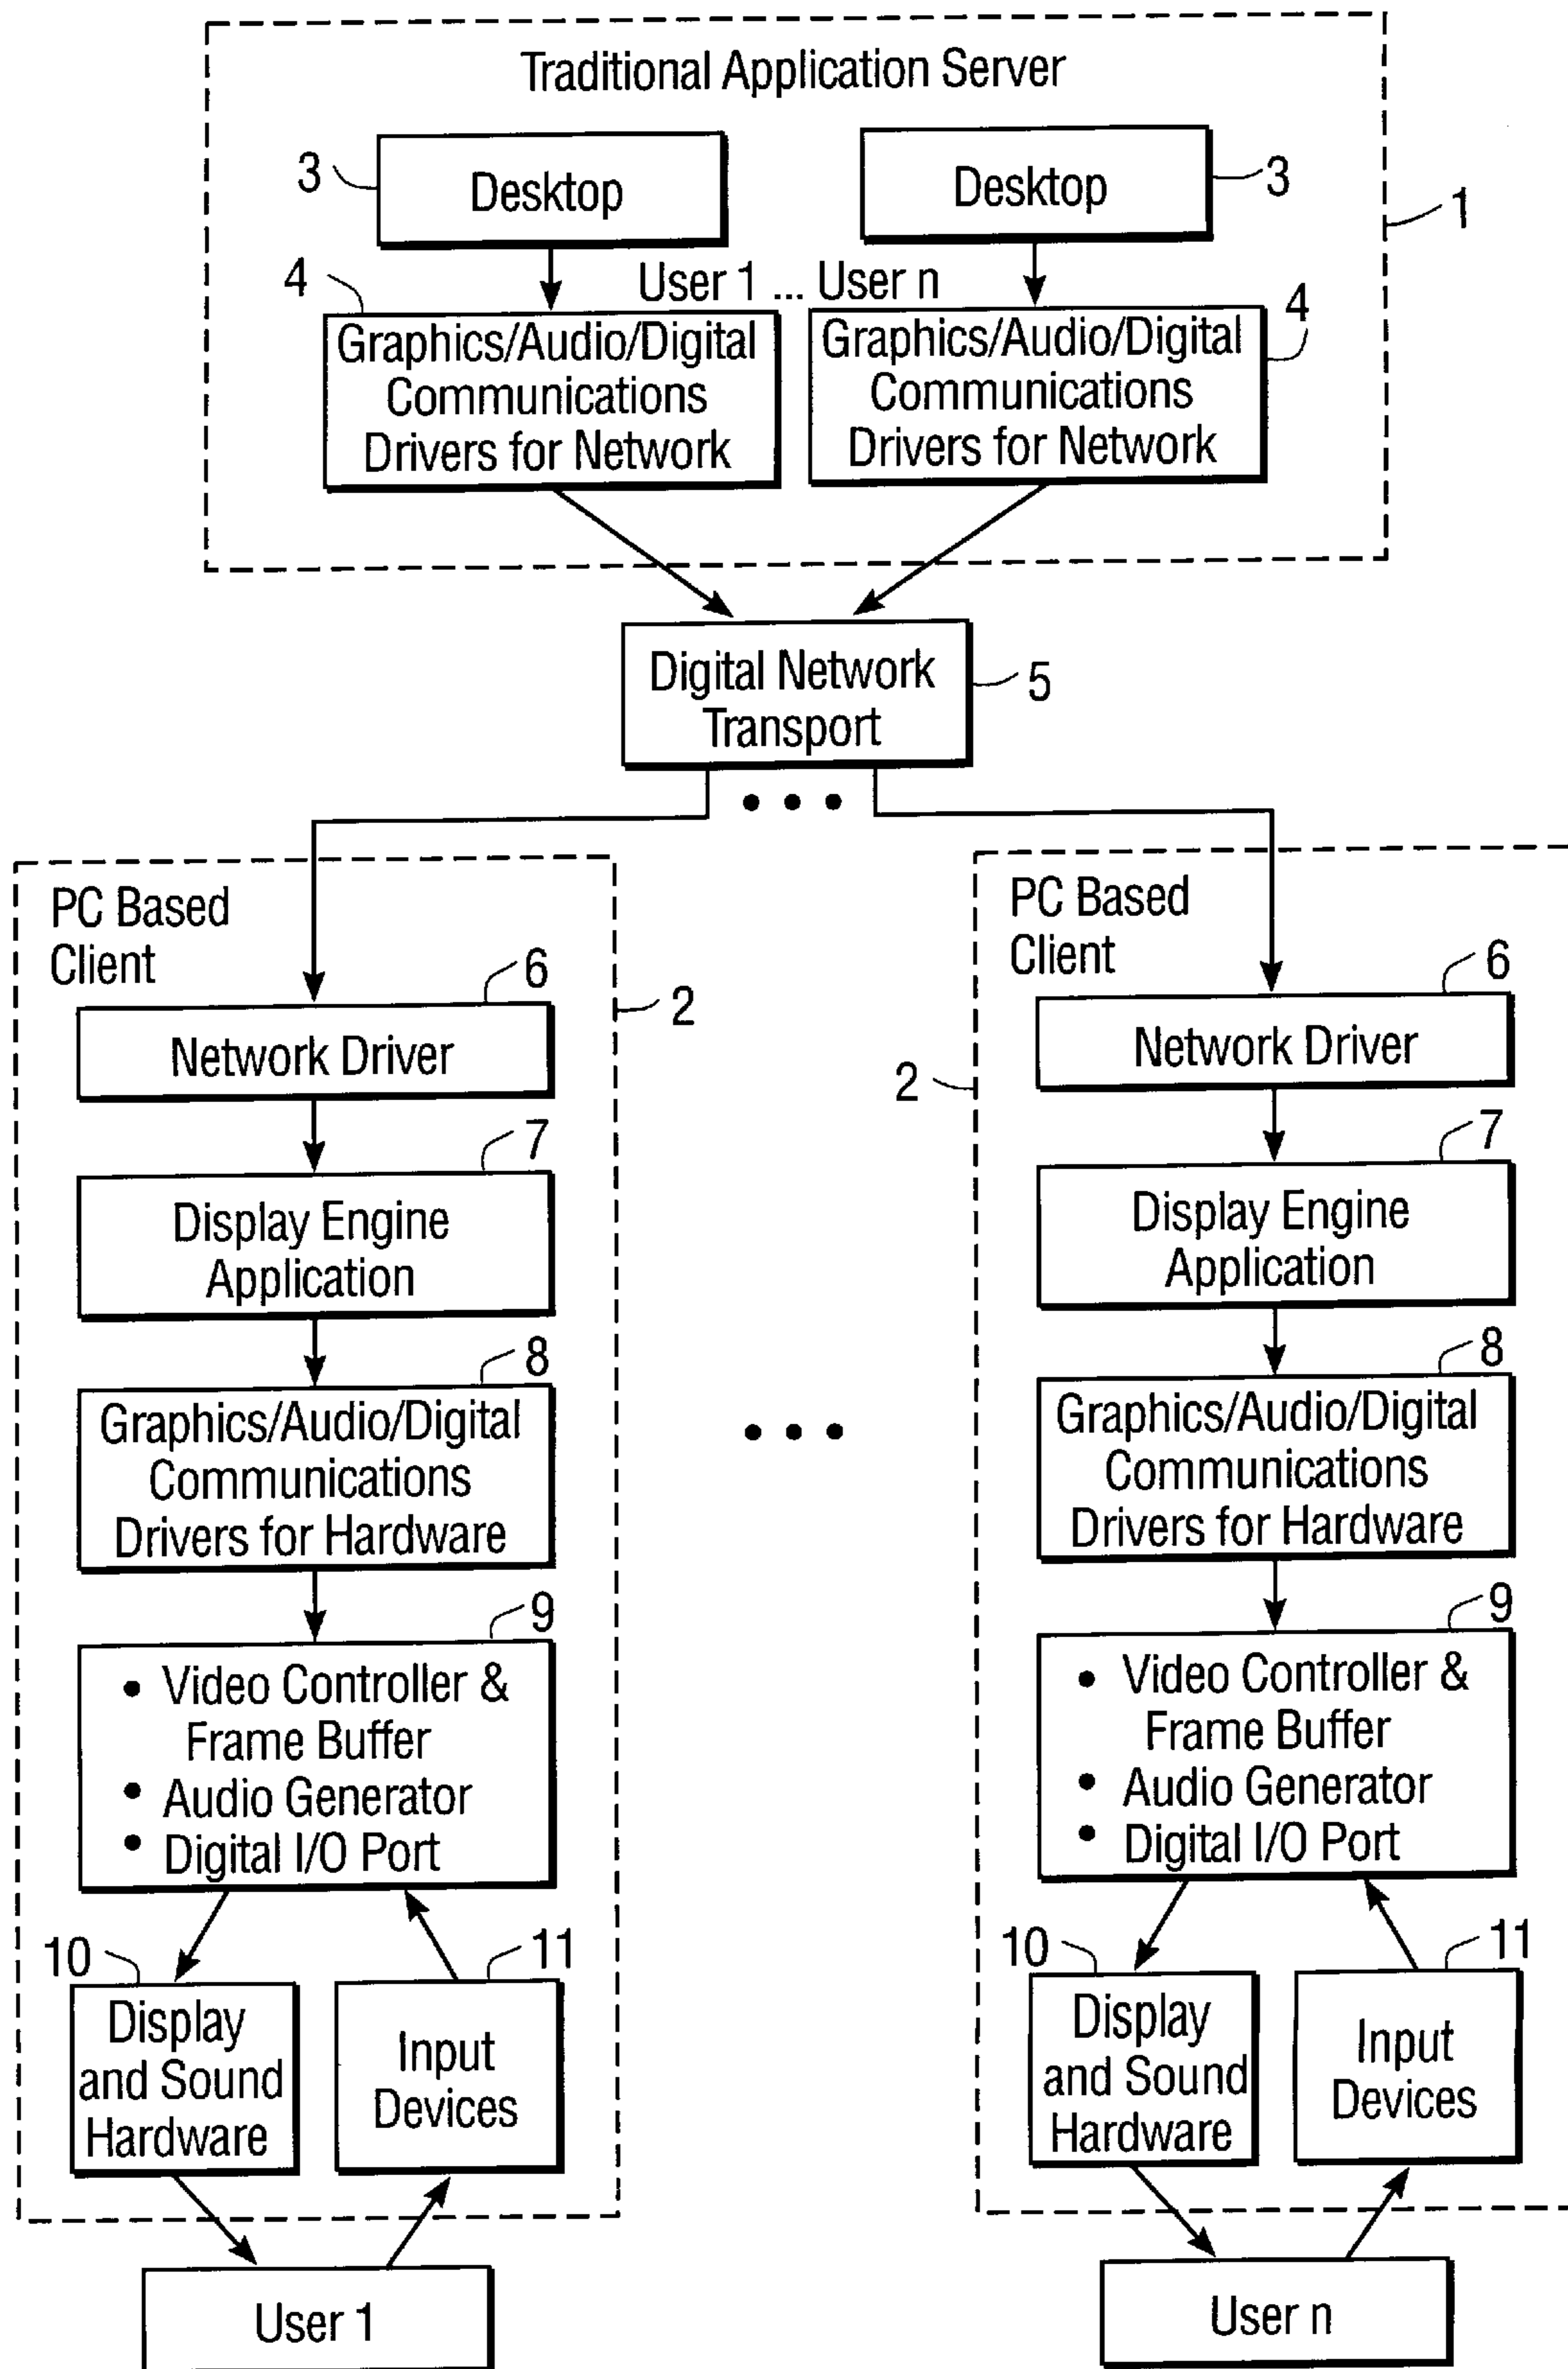 Traditional Application Server
3
Desktop
Desktop
3
1
4
User 1 ... User n
4
Graphics/Audio/Digital
Communications
Drivers for Network
Graphics/Audio/Digital
Communications
Drivers for Network
Digital Network
Transport
5
• • •
PC Based
Client
6
2
Network Driver
7
Display Engine
Application
8
Graphics/Audio/Digital
Communications
Drivers for Hardware
9
• Video Controller &
Frame Buffer
• Audio Generator
• Digital I/O Port
10
11
Display
and Sound
Hardware
Input
Devices
User 1
• • •
PC Based
Client
6
2
Network Driver
7
Display Engine
Application
8
Graphics/Audio/Digital
Communications
Drivers for Hardware
9
• Video Controller &
Frame Buffer
• Audio Generator
• Digital I/O Port
10
11
Display
and Sound
Hardware
Input
Devices
User n